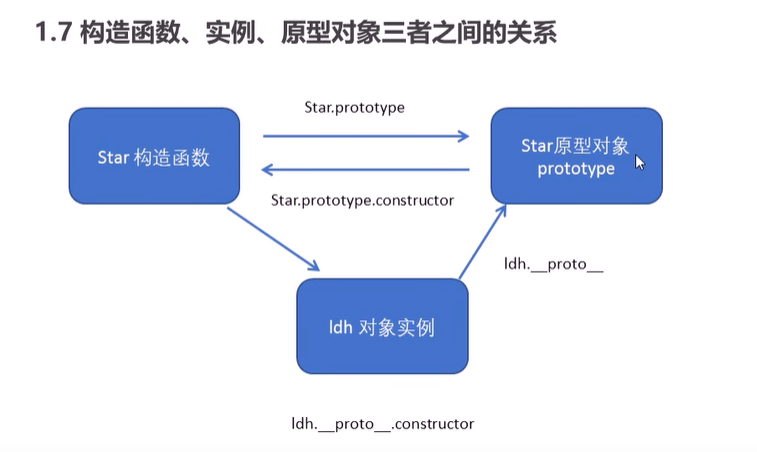 1.7 构造函数、实例、原型对象三者之间的关系
Star.prototype
Star 构造函数
Star原型对象
prototype
Star.prototype.constructor
ldh.__proto__
ldh 对象实例
ldh.__proto__.constructor